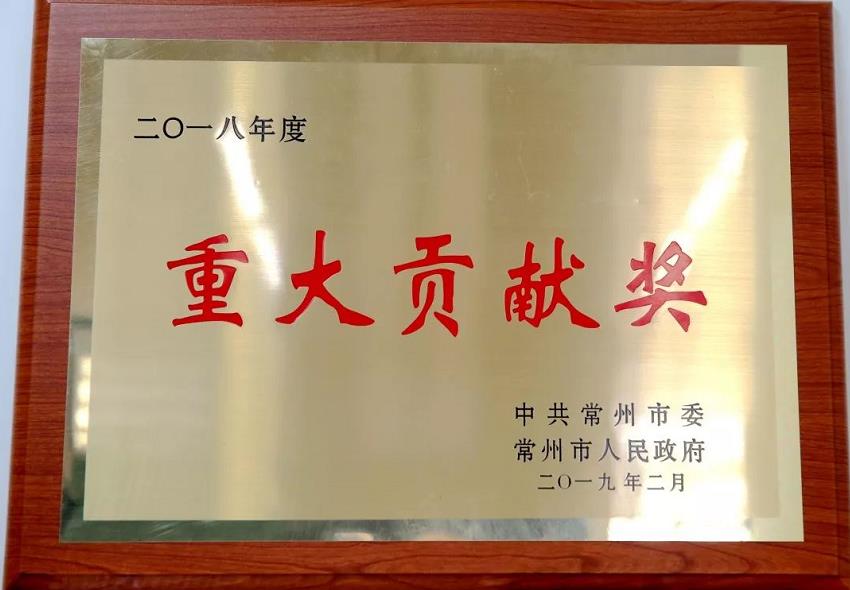 二〇一八年度
重大贡献奖
中共常州市委
常州市人民政府
二〇一九年二月